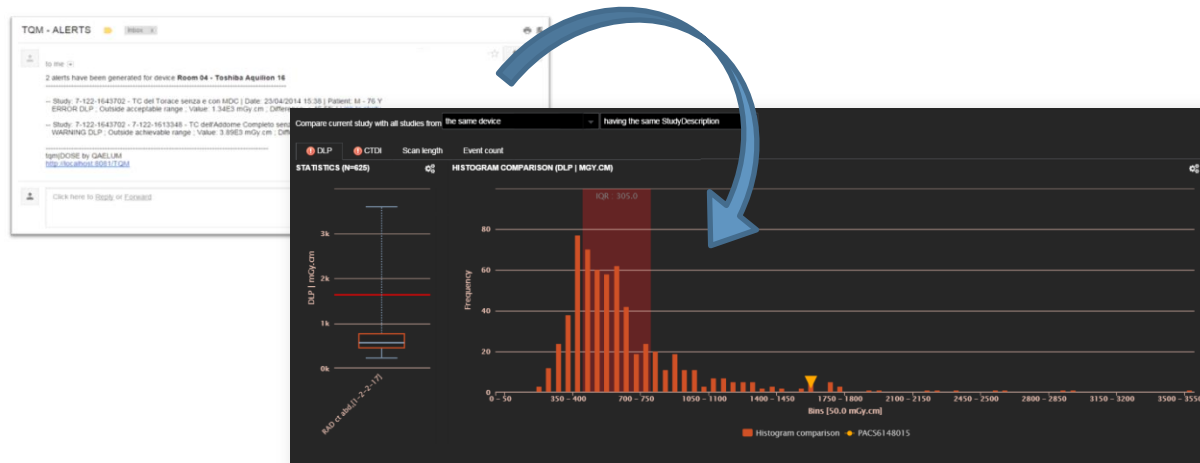 TQM - ALERTS
Inbox
to me
2 alerts have been generated for device Room 04 - Toshiba Aquilion 16
-- Study: 7-122-1643702 - TC del Torace senza e con MDC | Date: 23/04/2014 15:38 | Patient: M - 76 Y
ERROR DLP ; Outside acceptable range ; Value: 1.34E3 mGy.cm ;
-- Study: 7-122-1643702 - 7-122-1613348 - TC dell'Addome Completo
WARNING DLP ; Outside achievable range ; Value: 3.89E3 mGy.cm ;
tqm|DOSE by QAELUM
http://localhost:8081/TQM
Click here to Reply or Forward
Compare current study with all studies from the same device having the same StudyDescription
DLP CTDI Scan length Event count
STATISTICS (N=625)
HISTOGRAM COMPARISON (DLP | MGY.CM)
IQR : 305.0
DLP | mGy.cm
3k
2k
1k
0k
RAD ct abd,[1-2-2-17]
Frequency
80
60
40
20
0
0 - 50 350 - 400 700 - 750 1050 - 1100 1400 - 1450 1750 - 1800 2100 - 2150 2450 - 2500 2800 - 2850 3150 - 3200 3500 - 3550
Bins [50.0 mGy.cm]
Histogram comparison PACS6148015